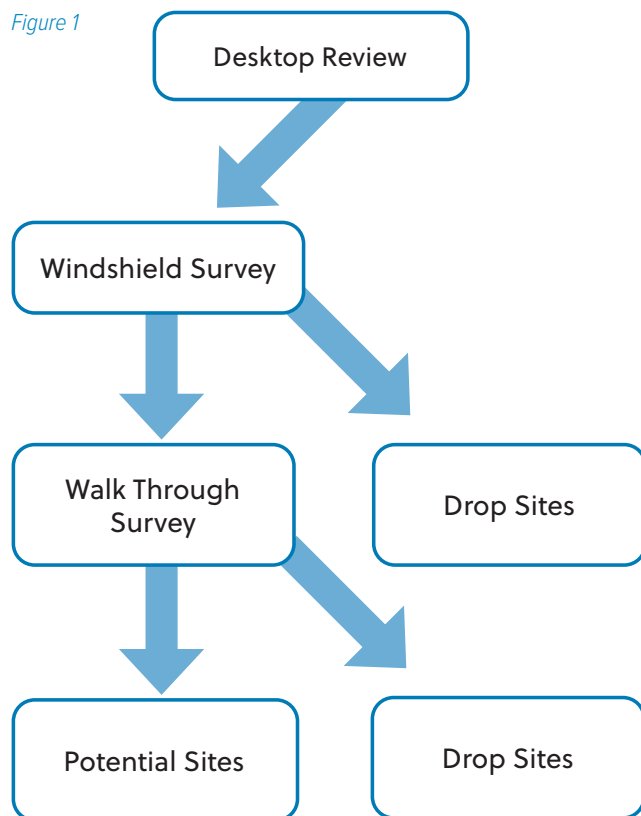 Figure 1
Desktop Review
Windshield Survey
Walk Through
Survey
Drop Sites
Potential Sites
Drop Sites